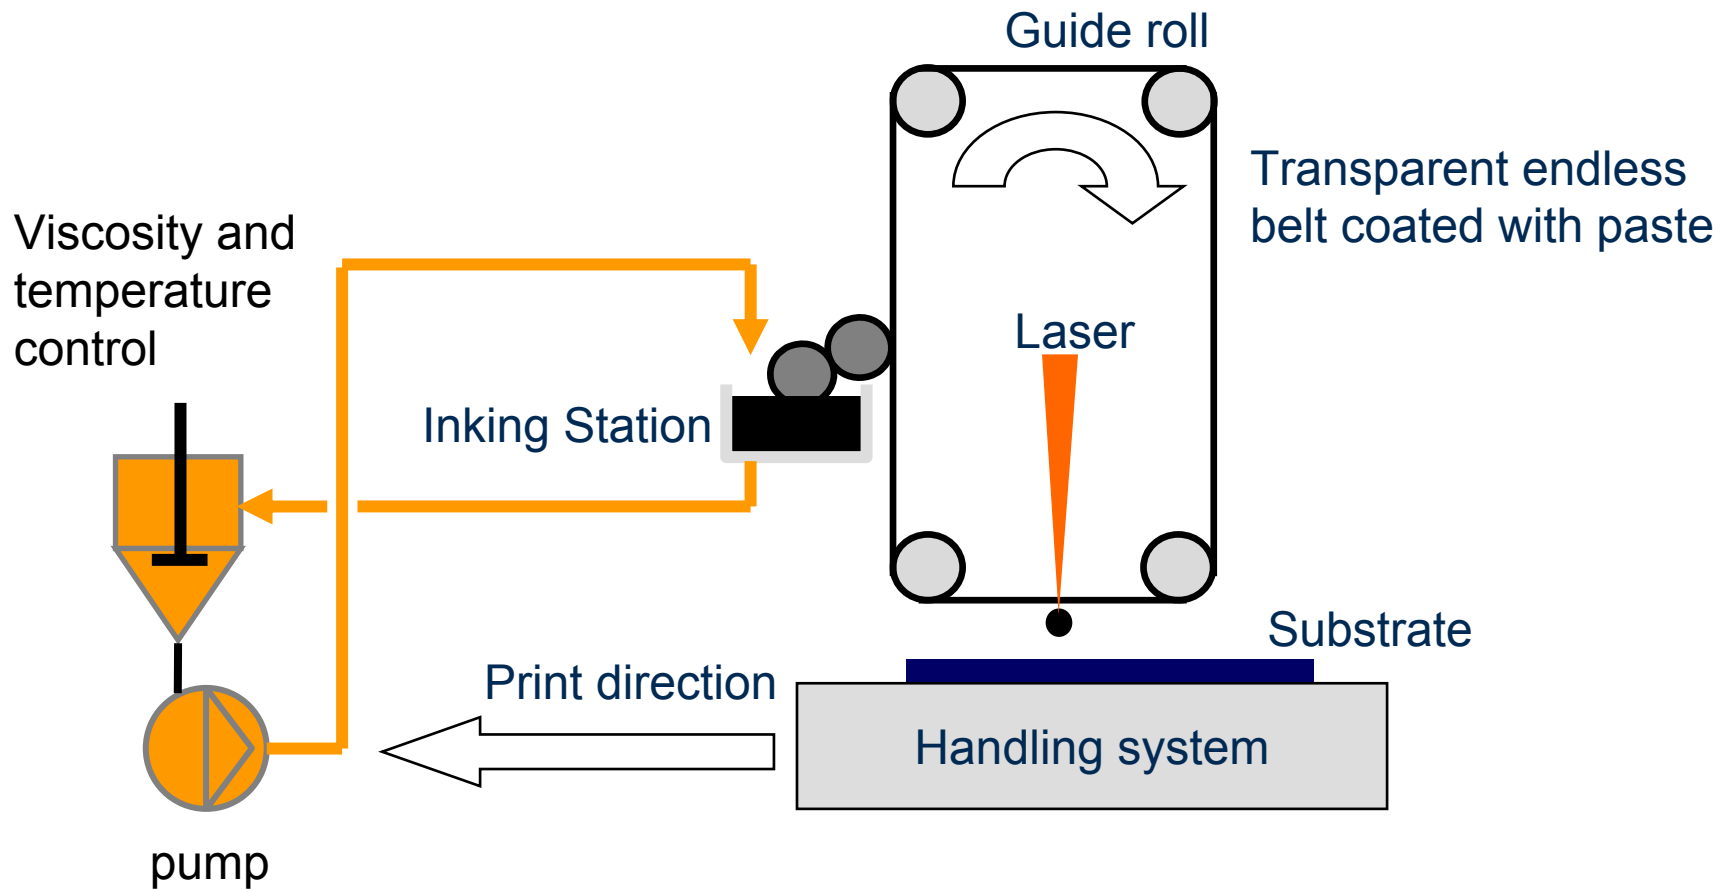 Guide roll
Transparent endless
belt coated with paste
Viscosity and
temperature
control
Laser
Inking Station
Substrate
Print direction
Handling system
pump